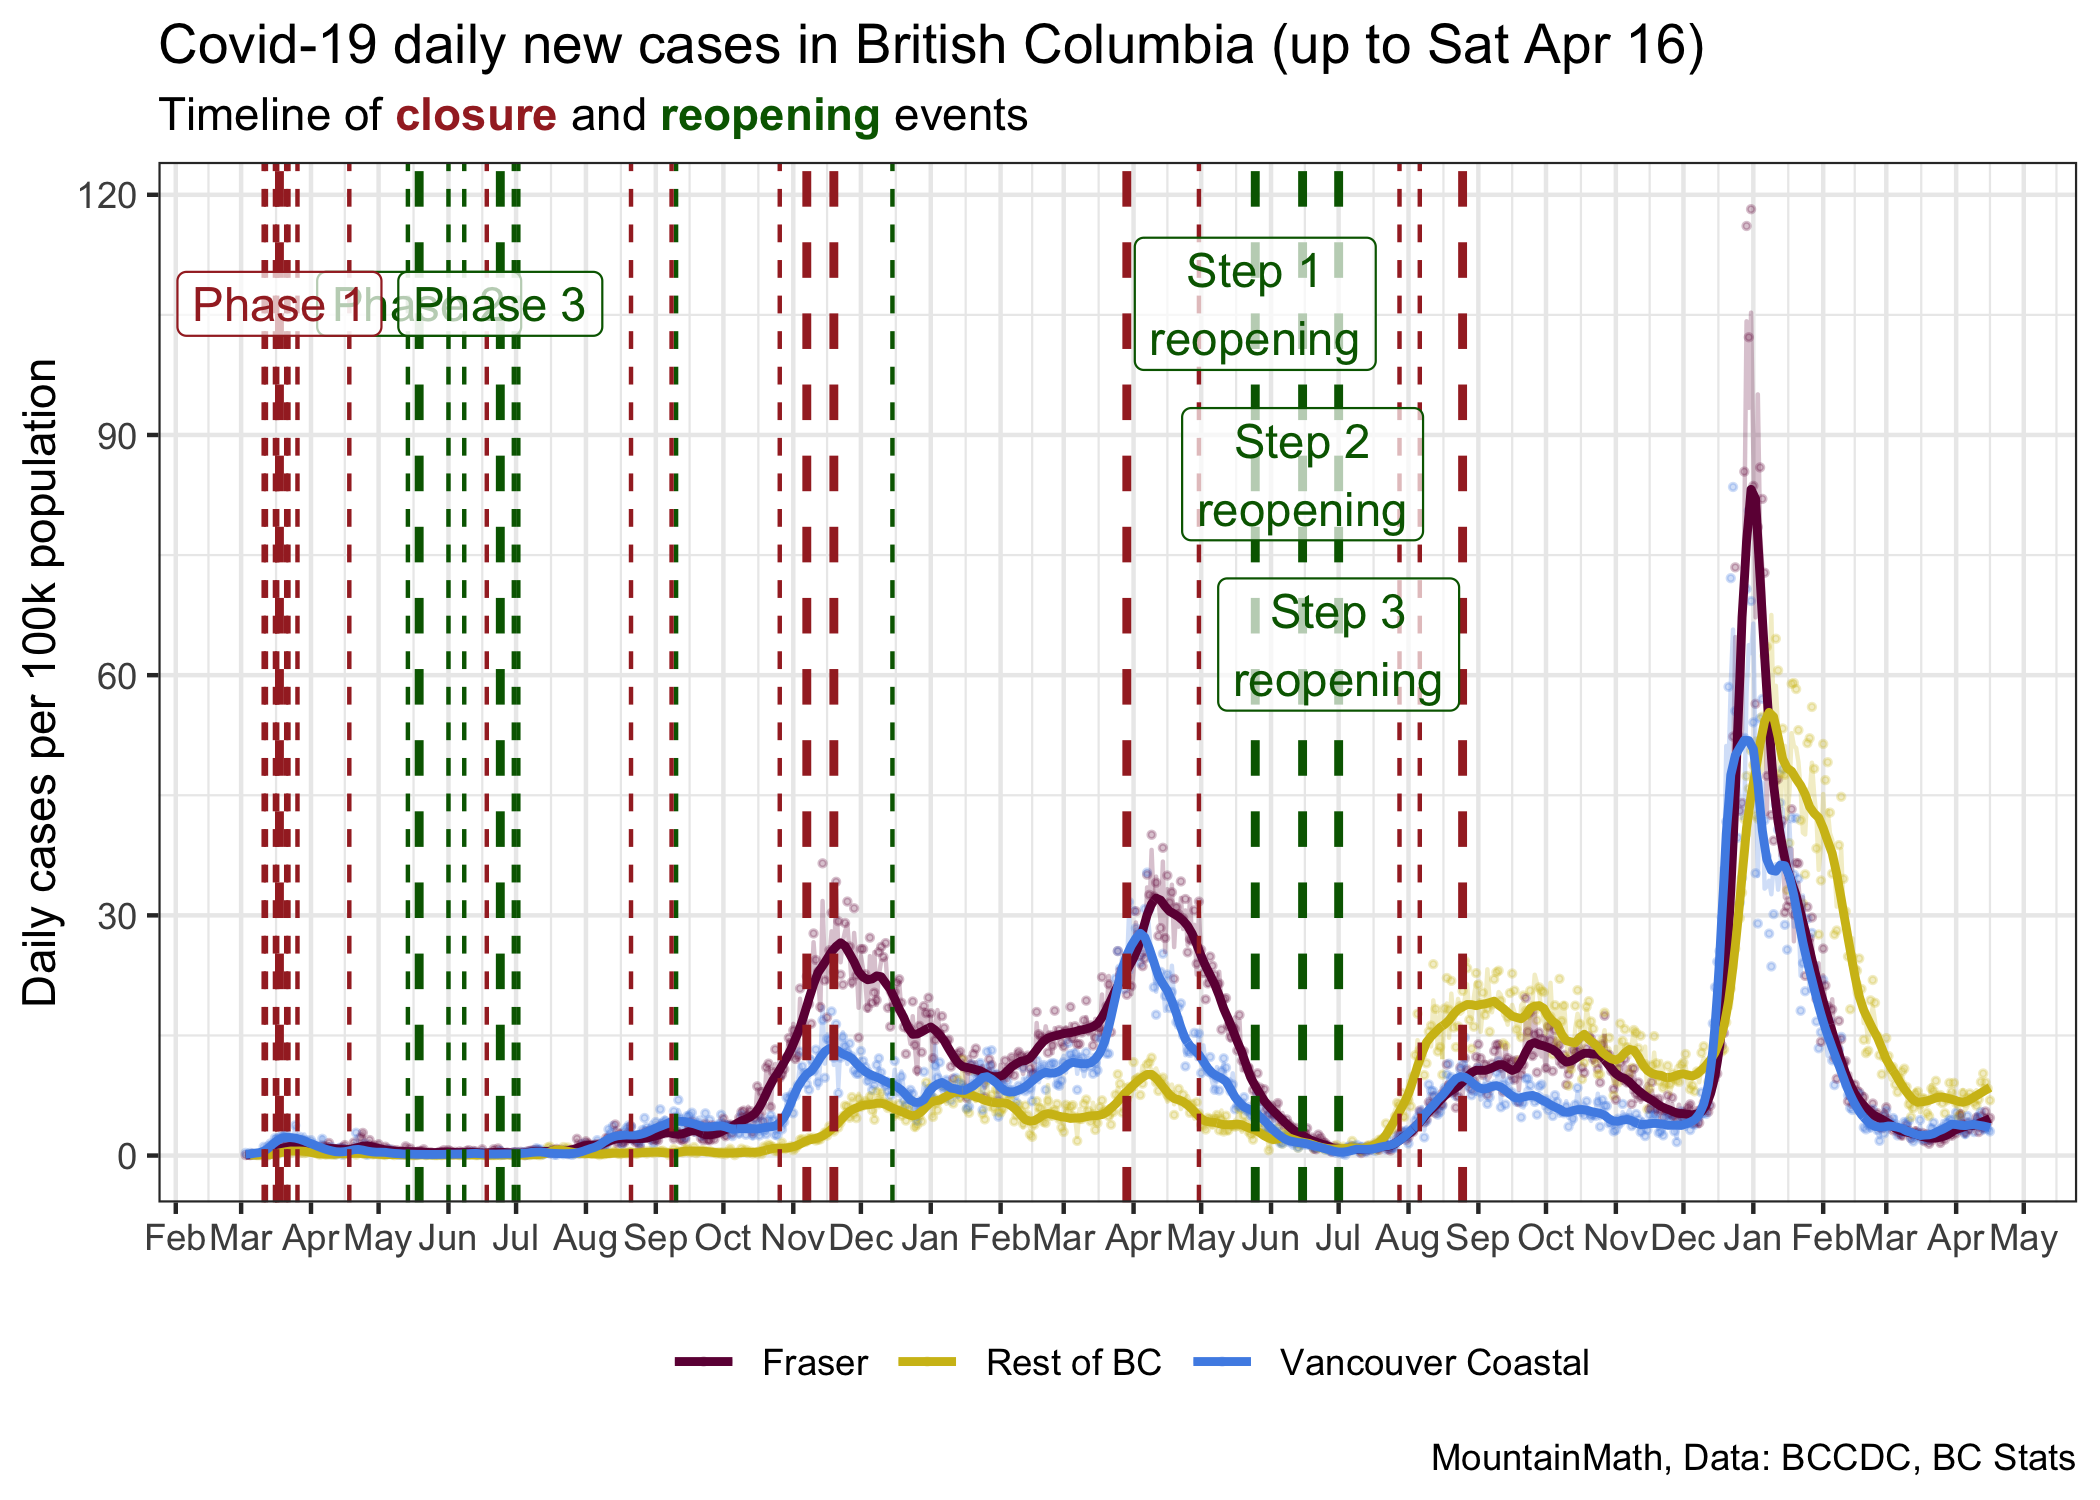 Covid-19 daily new cases in British Columbia (up to Sat Apr 16)
Timeline of closure and reopening events
Daily cases per 100k population
120
90
60
30
0
Phase 1
Phase 2
Phase 3
Step 1
reopening
Step 2
reopening
Step 3
reopening
Feb Mar Apr May Jun Jul Aug Sep Oct Nov Dec Jan Feb Mar Apr May Jun Jul Aug Sep Oct Nov Dec Jan Feb Mar Apr May
Fraser Rest of BC Vancouver Coastal
MountainMath, Data: BCCDC, BC Stats